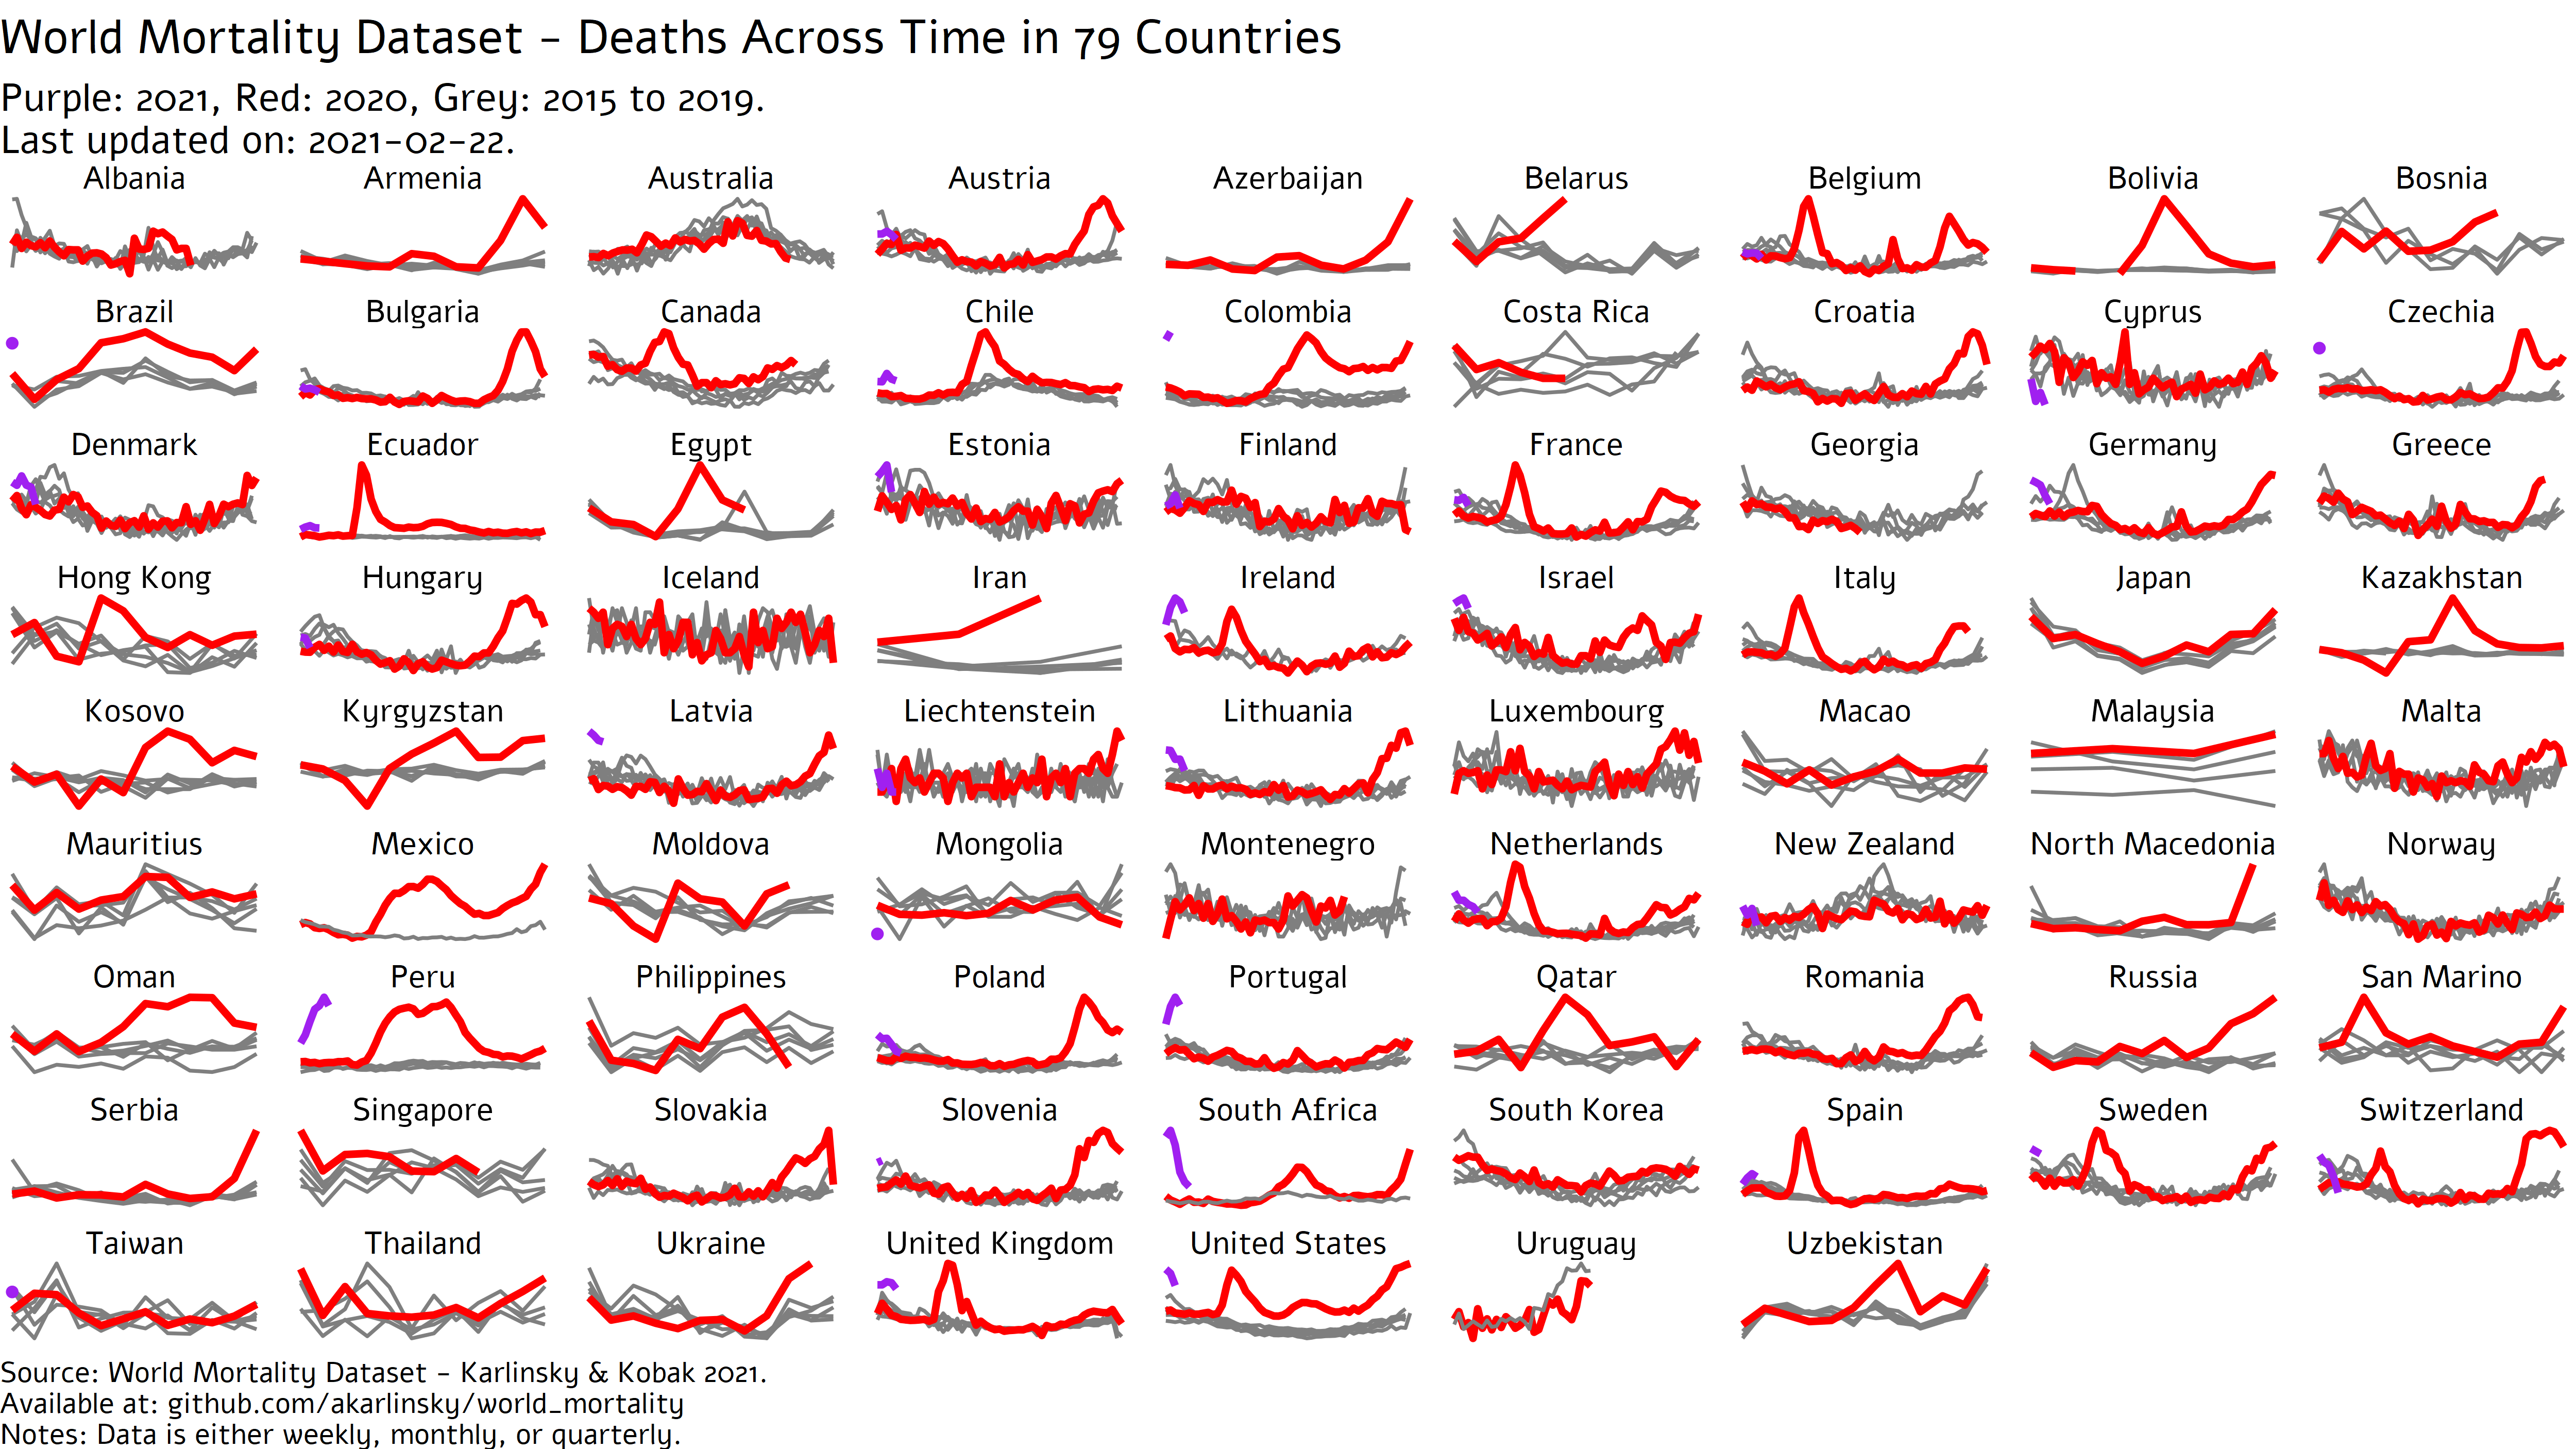 World Mortality Dataset - Deaths Across Time in 79 Countries
Purple: 2021, Red: 2020, Grey: 2015 to 2019.
Last updated on: 2021-02-22.
Albania Armenia Australia Austria Azerbaijan Belarus Belgium Bolivia Bosnia
Brazil Bulgaria Canada Chile Colombia Costa Rica Croatia Cyprus Czechia
Denmark Ecuador Egypt Estonia Finland France Georgia Germany Greece
Hong Kong Hungary Iceland Iran Ireland Israel Italy Japan Kazakhstan
Kosovo Kyrgyzstan Latvia Liechtenstein Lithuania Luxembourg Macao Malaysia Malta
Mauritius Mexico Moldova Mongolia Montenegro Netherlands New Zealand North Macedonia Norway
Oman Peru Philippines Poland Portugal Qatar Romania Russia San Marino
Serbia Singapore Slovakia Slovenia South Africa South Korea Spain Sweden Switzerland
Taiwan Thailand Ukraine United Kingdom United States Uruguay Uzbekistan
Source: World Mortality Dataset - Karlinsky & Kobak 2021.
Available at: github.com/akarlinsky/world_mortality
Notes: Data is either weekly, monthly, or quarterly.